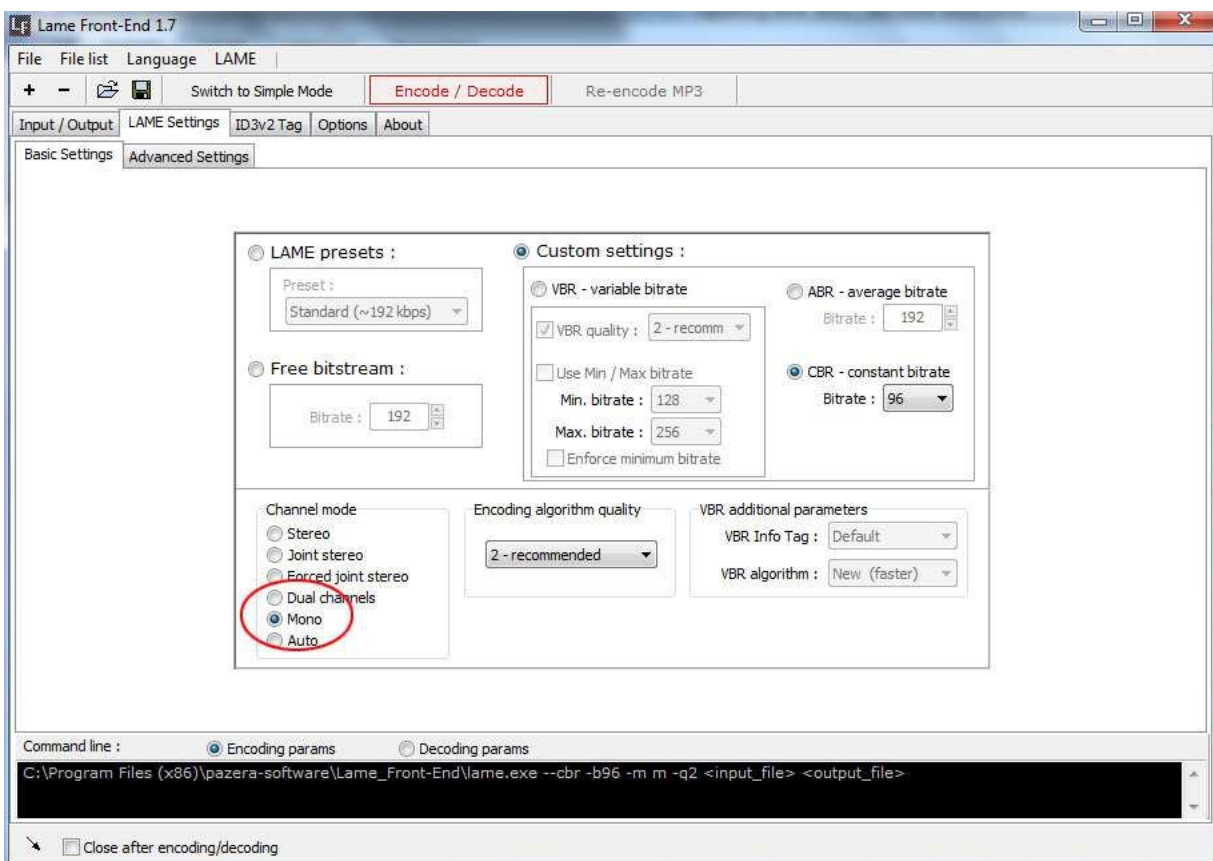 LF Lame Front-End 1.7
File File list Language LAME
+ - Switch to Simple Mode Encode / Decode Re-encode MP3
Input / Output LAME Settings ID3v2 Tag Options About
Basic Settings Advanced Settings
LAME presets :
Preset :
Standard (~192 kbps)
Free bitstream :
Bitrate : 192
Custom settings :
VBR - variable bitrate
VBR quality : 2 - recomm
Use Min / Max bitrate
Min. bitrate : 128
Max. bitrate : 256
Enforce minimum bitrate
ABR - average bitrate
Bitrate : 192
CBR - constant bitrate
Bitrate : 96
Channel mode
Stereo
Joint stereo
Forced joint stereo
Dual channels
Mono
Auto
Encoding algorithm quality
2 - recommended
VBR additional parameters
VBR Info Tag : Default
VBR algorithm : New (faster)
Command line : Encoding params Decoding params
C:\Program Files (x86)\pazera-software\Lame_Front-End\lame.exe --cbr -b96 -m m -q2 <input_file> <output_file>
Close after encoding/decoding